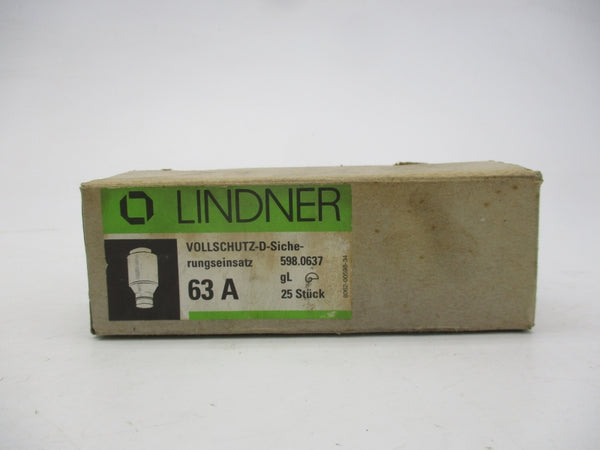 LINDNER
VOLLSCHUTZ-D-Siche-
rungseinsatz 598.0637
gL
63 A 25 Stück